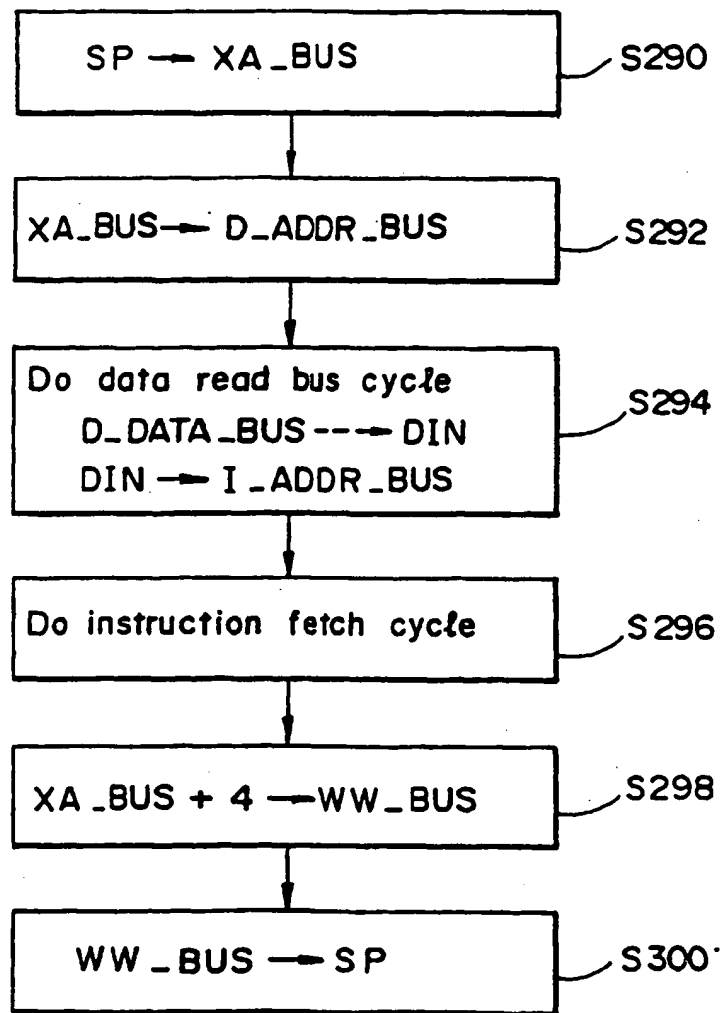 SP → XA_BUS
S290
XA_BUS → D_ADDR_BUS
S292
Do data read bus cycle
D_DATA_BUS ---→ DIN
DIN → I_ADDR_BUS
S294
Do instruction fetch cycle
S296
XA_BUS + 4 → WW_BUS
S298
WW_BUS → SP
S300